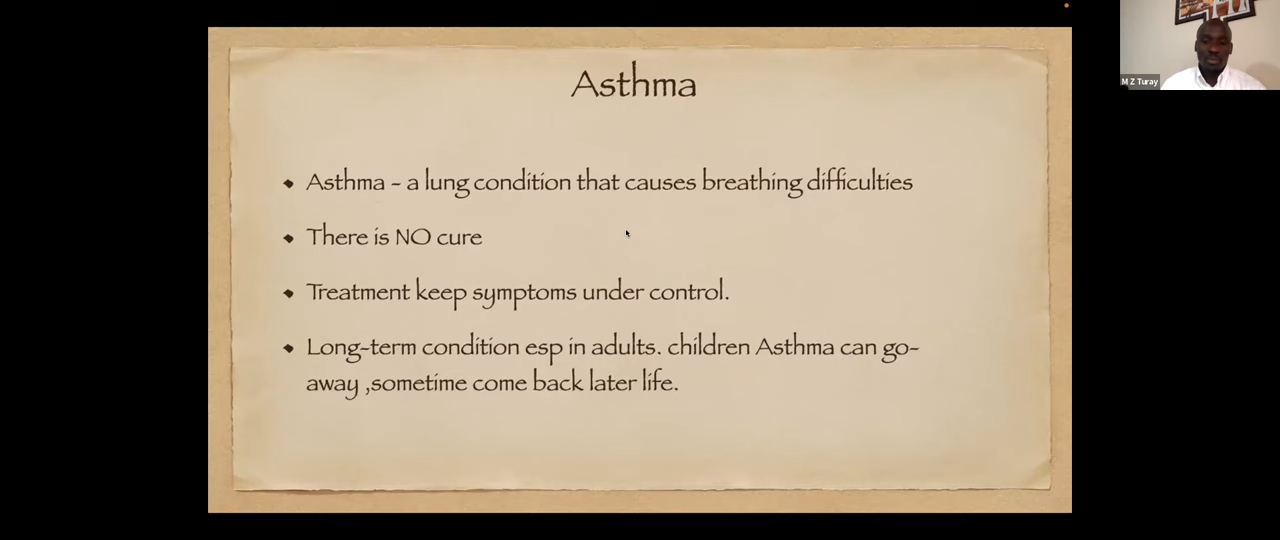 Asthma
Asthma - a lung condition that causes breathing difficulties
There is NO cure
Treatment keep symptoms under control.
Long-term condition esp in adults. children Asthma can go-
away ,sometime come back later life.
M Z Turay